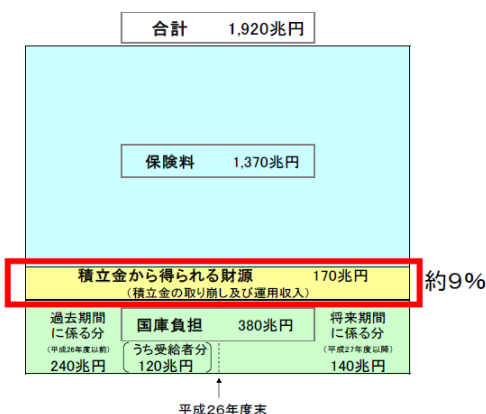 合計 1,920兆円
保険料 1,370兆円
積立金から得られる財源 170兆円
(積立金の取り崩し及び運用収入)
約9%
過去期間
に係る分
(平成26年度以前)
240兆円
国庫負担 380兆円
うち受給者分
120兆円
将来期間
に係る分
(平成27年度以降)
140兆円
平成26年度末